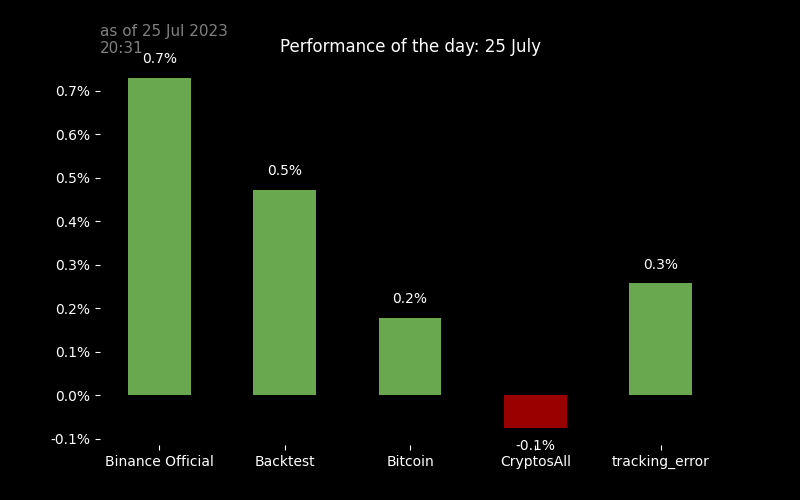 as of 25 Jul 2023
20:31
Performance of the day: 25 July
0.7%
0.5%
0.2%
-0.1%
0.3%
0.7%
0.6%
0.5%
0.4%
0.3%
0.2%
0.1%
0.0%
-0.1%
Binance Official
Backtest
Bitcoin
CryptosAll
tracking_error